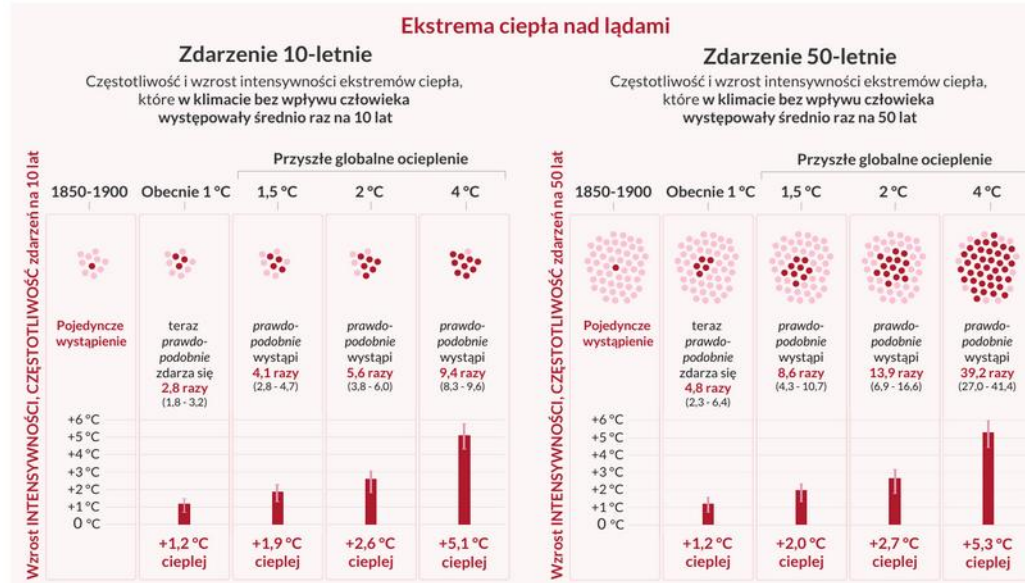 Ekstrema ciepła nad lądami
Zdarzenie 10-letnie
Częstotliwość i wzrost intensywności ekstremów ciepła,
które w klimacie bez wpływu człowieka
występowały średnio raz na 10 lat
Wzrost INTENSYWNOŚCI, CZĘSTOTLIWOŚĆ zdarzeń na 10 lat
Przyszłe globalne ocieplenie
1850-1900 Obecnie 1 °C 1,5 °C 2 °C 4 °C
Pojedyncze
wystąpienie
teraz
prawdo-
podobnie
zdarza się
2,8 razy
(1,8 - 3,2)
prawdo-
podobnie
wystąpi
4,1 razy
(2,8 - 4,7)
prawdo-
podobnie
wystąpi
5,6 razy
(3,8 - 6,0)
prawdo-
podobnie
wystąpi
9,4 razy
(8,3 - 9,6)
+6 °C
+5 °C
+4 °C
+3 °C
+2 °C
+1 °C
0 °C
+1,2 °C
cieplej
+1,9 °C
cieplej
+2,6 °C
cieplej
+5,1 °C
cieplej
Zdarzenie 50-letnie
Częstotliwość i wzrost intensywności ekstremów ciepła,
które w klimacie bez wpływu człowieka
występowały średnio raz na 50 lat
Wzrost INTENSYWNOŚCI, CZĘSTOTLIWOŚĆ zdarzeń na 50 lat
Przyszłe globalne ocieplenie
1850-1900 Obecnie 1 °C 1,5 °C 2 °C 4 °C
Pojedyncze
wystąpienie
teraz
prawdo-
podobnie
zdarza się
4,8 razy
(2,3 - 6,4)
prawdo-
podobnie
wystąpi
8,6 razy
(4,3 - 10,7)
prawdo-
podobnie
wystąpi
13,9 razy
(6,9 - 16,6)
prawdo-
podobnie
wystąpi
39,2 razy
(27,0 - 41,4)
+6 °C
+5 °C
+4 °C
+3 °C
+2 °C
+1 °C
0 °C
+1,2 °C
cieplej
+2,0 °C
cieplej
+2,7 °C
cieplej
+5,3 °C
cieplej